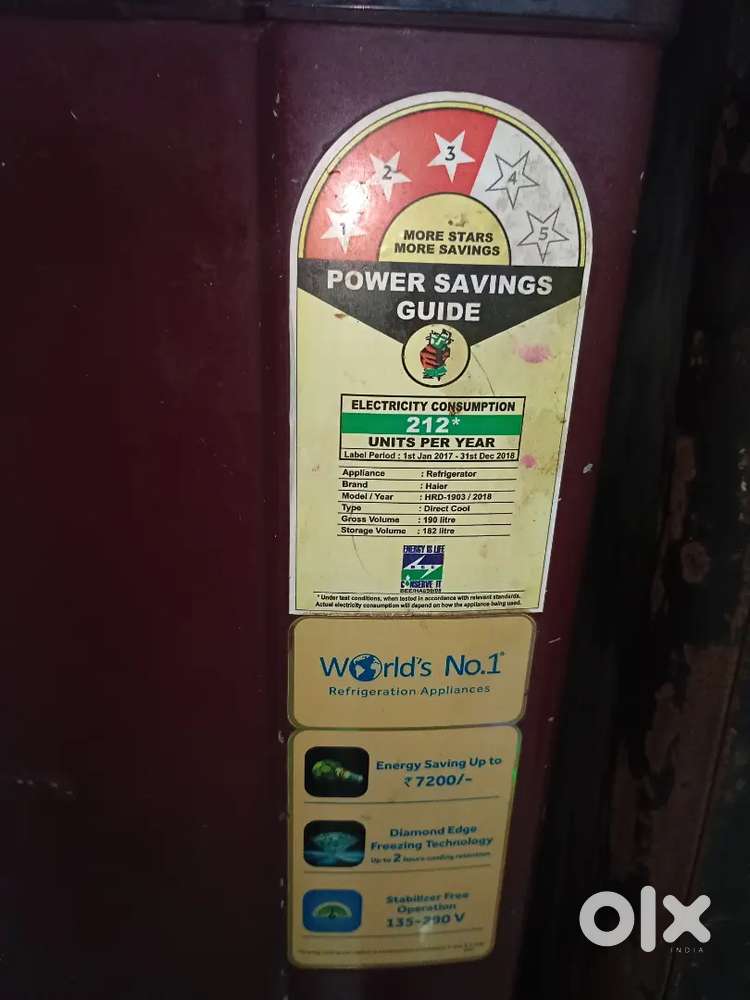 1 2 3 4 5
MORE STARS
MORE SAVINGS
POWER SAVINGS
GUIDE
ELECTRICITY CONSUMPTION
212*
UNITS PER YEAR
Label Period : 1st Jan 2017 - 31st Dec 2018
Appliance : Refrigerator
Brand : Haier
Model / Year : HRD-1903 / 2018
Type : Direct Cool
Gross Volume : 190 litre
Storage Volume : 182 litre
ENERGY IS LIFE
BEE
CONSERVE IT
* Under test conditions, when tested in accordance with relevant standards.
Actual electricity consumption will depend on how the appliance being used.
World's No.1
Refrigeration Appliances
Energy Saving Up to
₹ 7200/-
Diamond Edge
Freezing Technology
Up to 2 hours cooling retention
Stabilizer Free
Operation
135-290 V
olx
INDIA